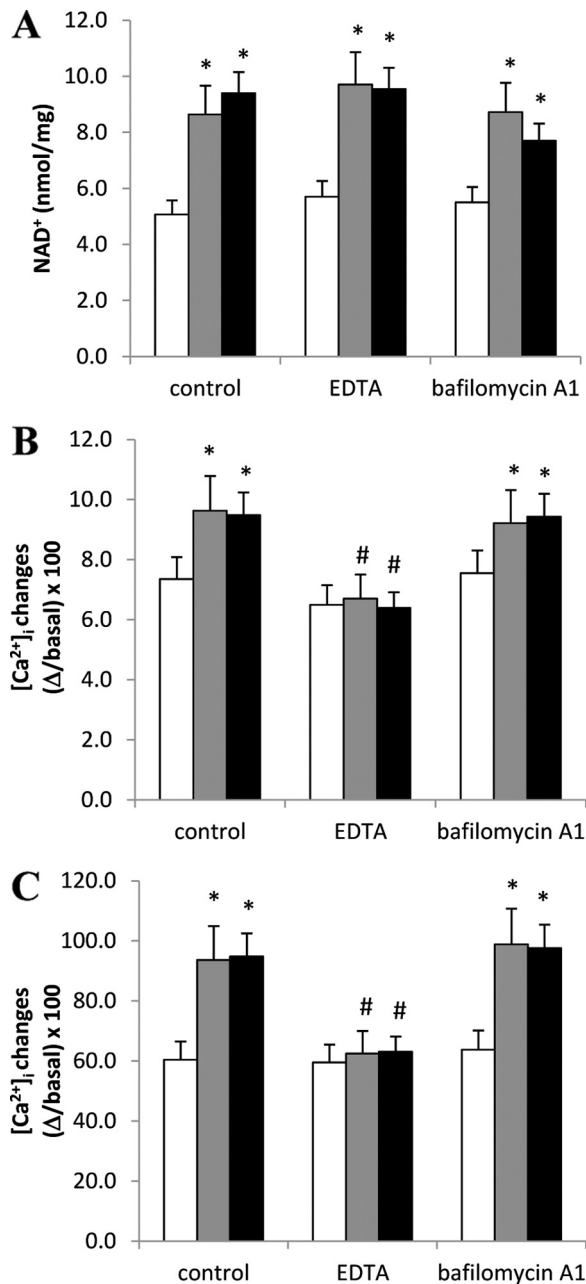 A
NAD⁺ (nmol/mg)
12.0
10.0
8.0
6.0
4.0
2.0
0.0
* * * * * *
control EDTA bafilomycin A1
B
[Ca²⁺]ᵢ changes
(Δ/basal) x 100
12.0
10.0
8.0
6.0
4.0
2.0
0.0
* * # # * *
control EDTA bafilomycin A1
C
[Ca²⁺]ᵢ changes
(Δ/basal) x 100
120.0
100.0
80.0
60.0
40.0
20.0
0.0
* * # # * *
control EDTA bafilomycin A1